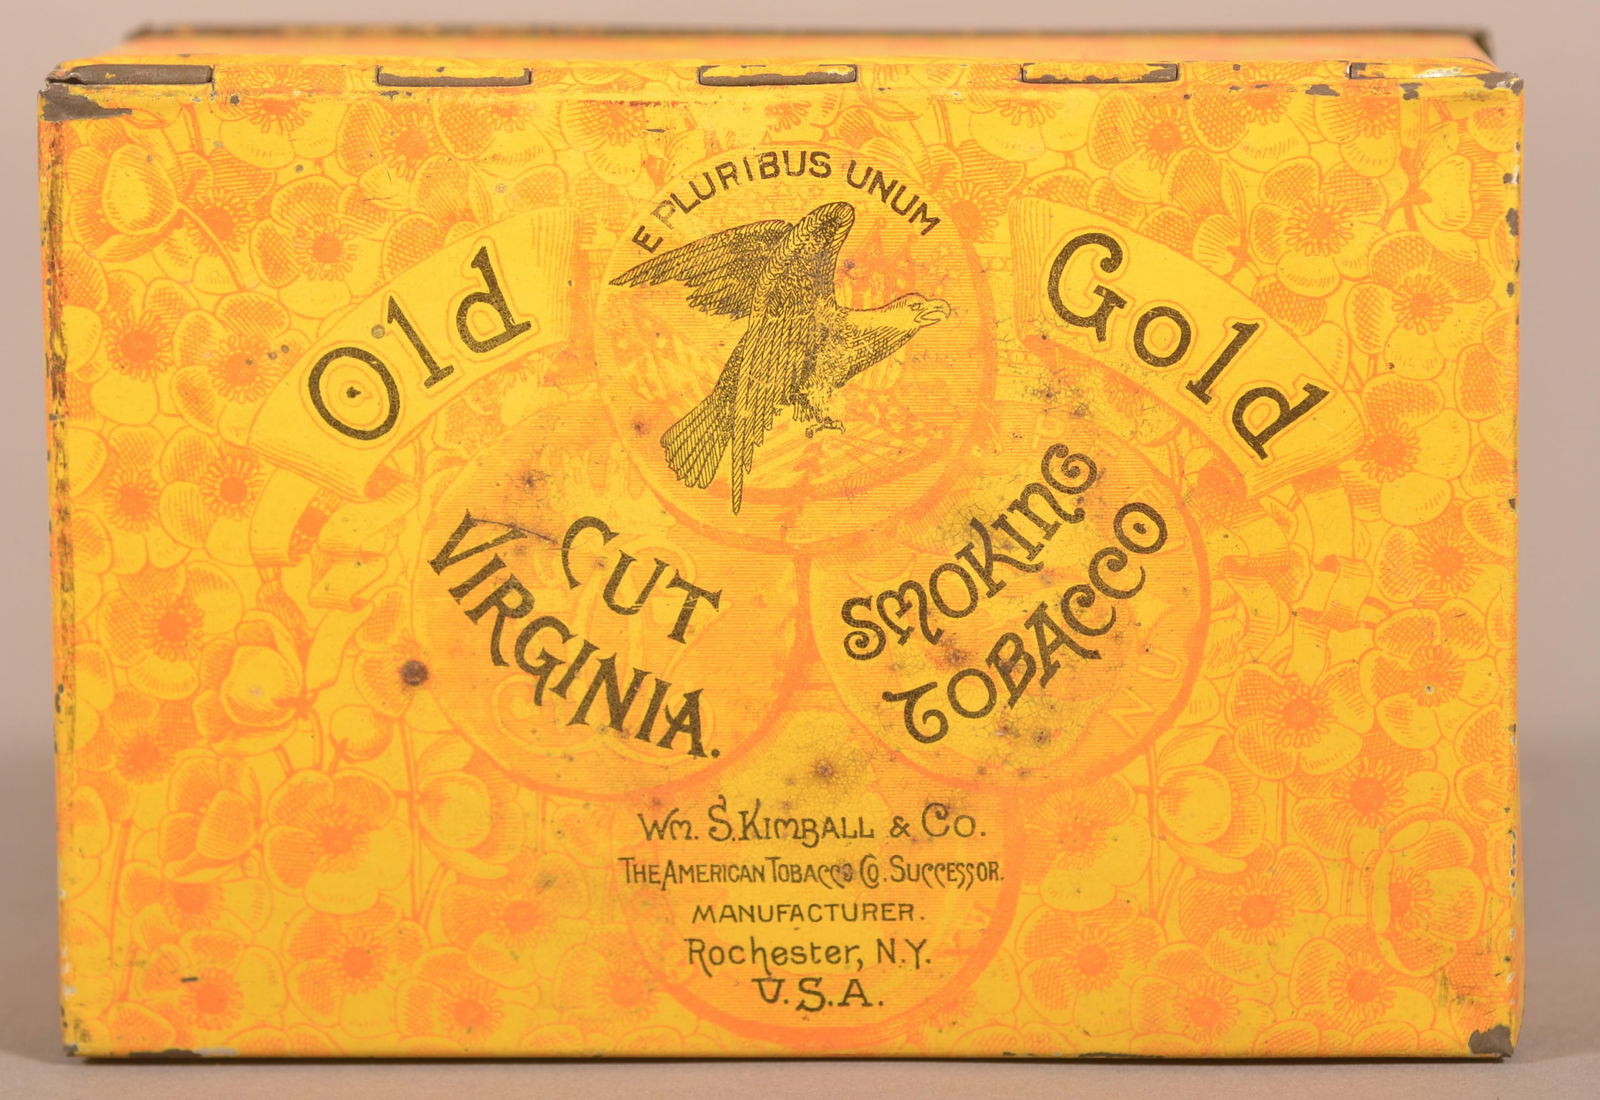 E PLURIBUS UNUM
Old Gold
CUT
VIRGINIA.
SMOKING
TOBACCO
WM. S. KIMBALL & CO.
THE AMERICAN TOBACCO CO. SUCCESSOR.
MANUFACTURER.
Rochester, N.Y.
U.S.A.